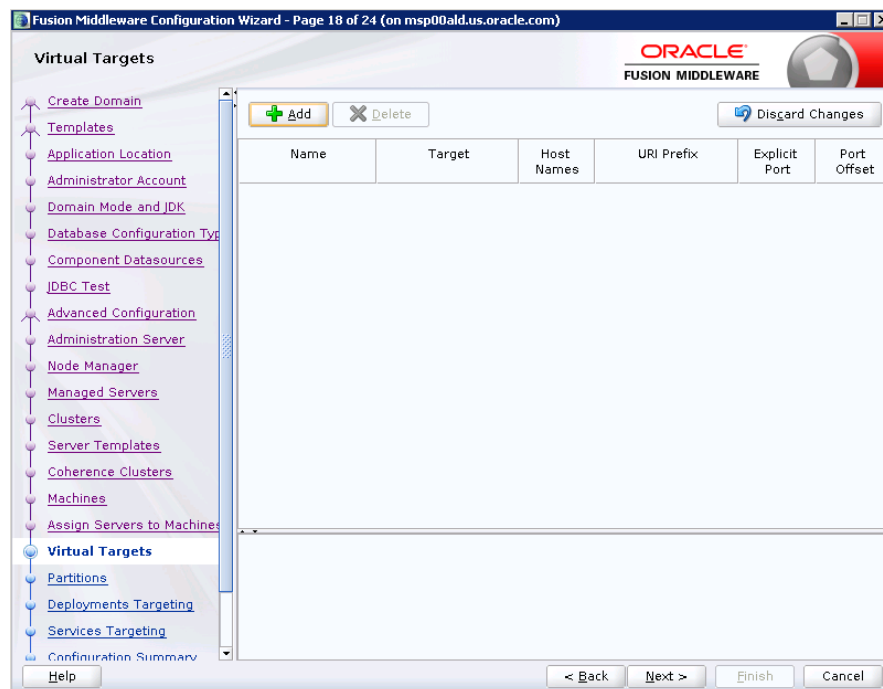 Fusion Middleware Configuration Wizard - Page 18 of 24 (on msp00ald.us.oracle.com)
Virtual Targets
ORACLE
FUSION MIDDLEWARE
Create Domain
Templates
Application Location
Administrator Account
Domain Mode and JDK
Database Configuration Typ
Component Datasources
JDBC Test
Advanced Configuration
Administration Server
Node Manager
Managed Servers
Clusters
Server Templates
Coherence Clusters
Machines
Assign Servers to Machines
Virtual Targets
Partitions
Deployments Targeting
Services Targeting
Configuration Summary
Add
Delete
Discard Changes
Name
Target
Host
Names
URI Prefix
Explicit
Port
Port
Offset
Help
< Back
Next >
Finish
Cancel